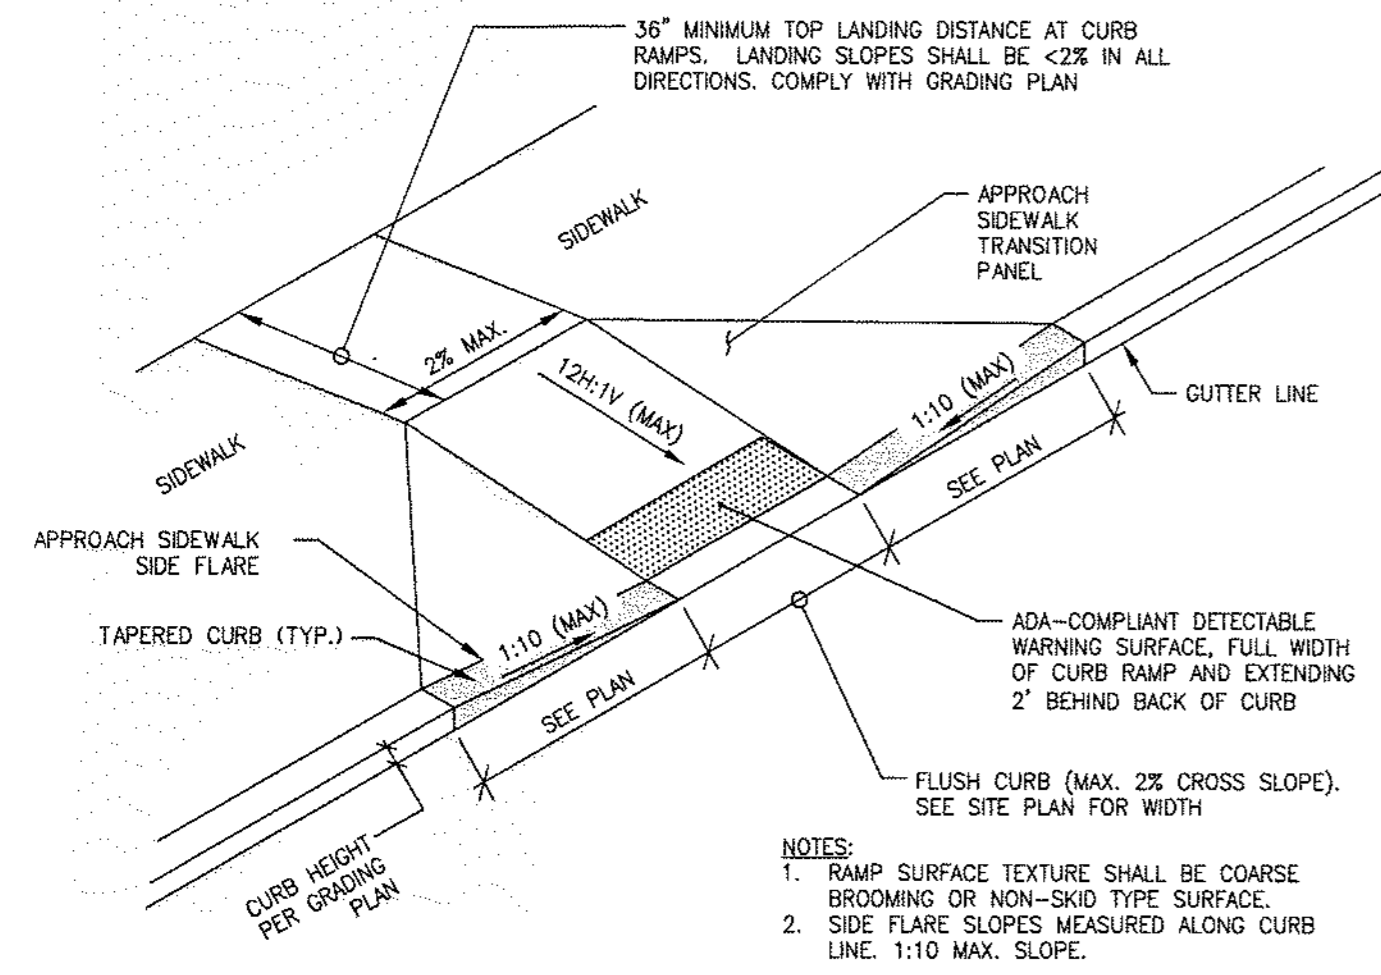 36" MINIMUM TOP LANDING DISTANCE AT CURB
RAMPS. LANDING SLOPES SHALL BE <2% IN ALL
DIRECTIONS. COMPLY WITH GRADING PLAN
SIDEWALK
APPROACH
SIDEWALK
TRANSITION
PANEL
2% MAX.
12H:1V (MAX)
1:10 (MAX)
GUTTER LINE
SIDEWALK
SEE PLAN
APPROACH SIDEWALK
SIDE FLARE
TAPERED CURB (TYP.)
1:10 (MAX)
SEE PLAN
ADA-COMPLIANT DETECTABLE
WARNING SURFACE, FULL WIDTH
OF CURB RAMP AND EXTENDING
2' BEHIND BACK OF CURB
FLUSH CURB (MAX. 2% CROSS SLOPE).
SEE SITE PLAN FOR WIDTH
CURB HEIGHT
PER GRADING
PLAN
NOTES:
1. RAMP SURFACE TEXTURE SHALL BE COARSE
BROOMING OR NON-SKID TYPE SURFACE.
2. SIDE FLARE SLOPES MEASURED ALONG CURB
LINE. 1:10 MAX. SLOPE.